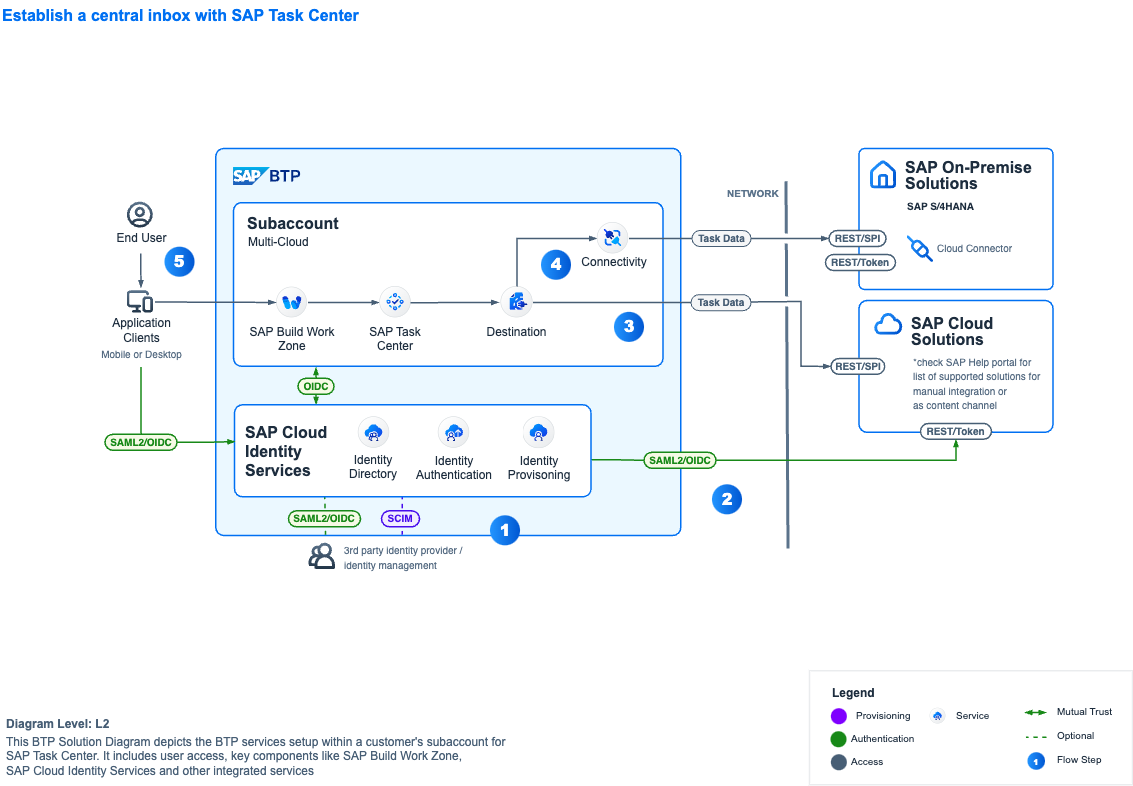 Establish a central inbox with SAP Task Center
SAP BTP
Subaccount
Multi-Cloud
End User
5
Application
Clients
Mobile or Desktop
SAP Build Work
Zone
SAP Task
Center
Destination
4
Connectivity
3
NETWORK
Task Data
Task Data
SAP On-Premise
Solutions
SAP S/4HANA
REST/SPI
REST/Token
Cloud Connector
SAP Cloud
Solutions
*check SAP Help portal for
list of supported solutions for
manual integration or
as content channel
REST/SPI
REST/Token
OIDC
SAML2/OIDC
SAP Cloud
Identity
Services
Identity
Directory
Identity
Authentication
Identity
Provisoning
SAML2/OIDC
2
SAML2/OIDC
SCIM
1
3rd party identity provider /
identity management
Diagram Level: L2
This BTP Solution Diagram depicts the BTP services setup within a customer's subaccount for
SAP Task Center. It includes user access, key components like SAP Build Work Zone,
SAP Cloud Identity Services and other integrated services
Legend
Provisioning
Service
Mutual Trust
Authentication
Optional
Access
1
Flow Step